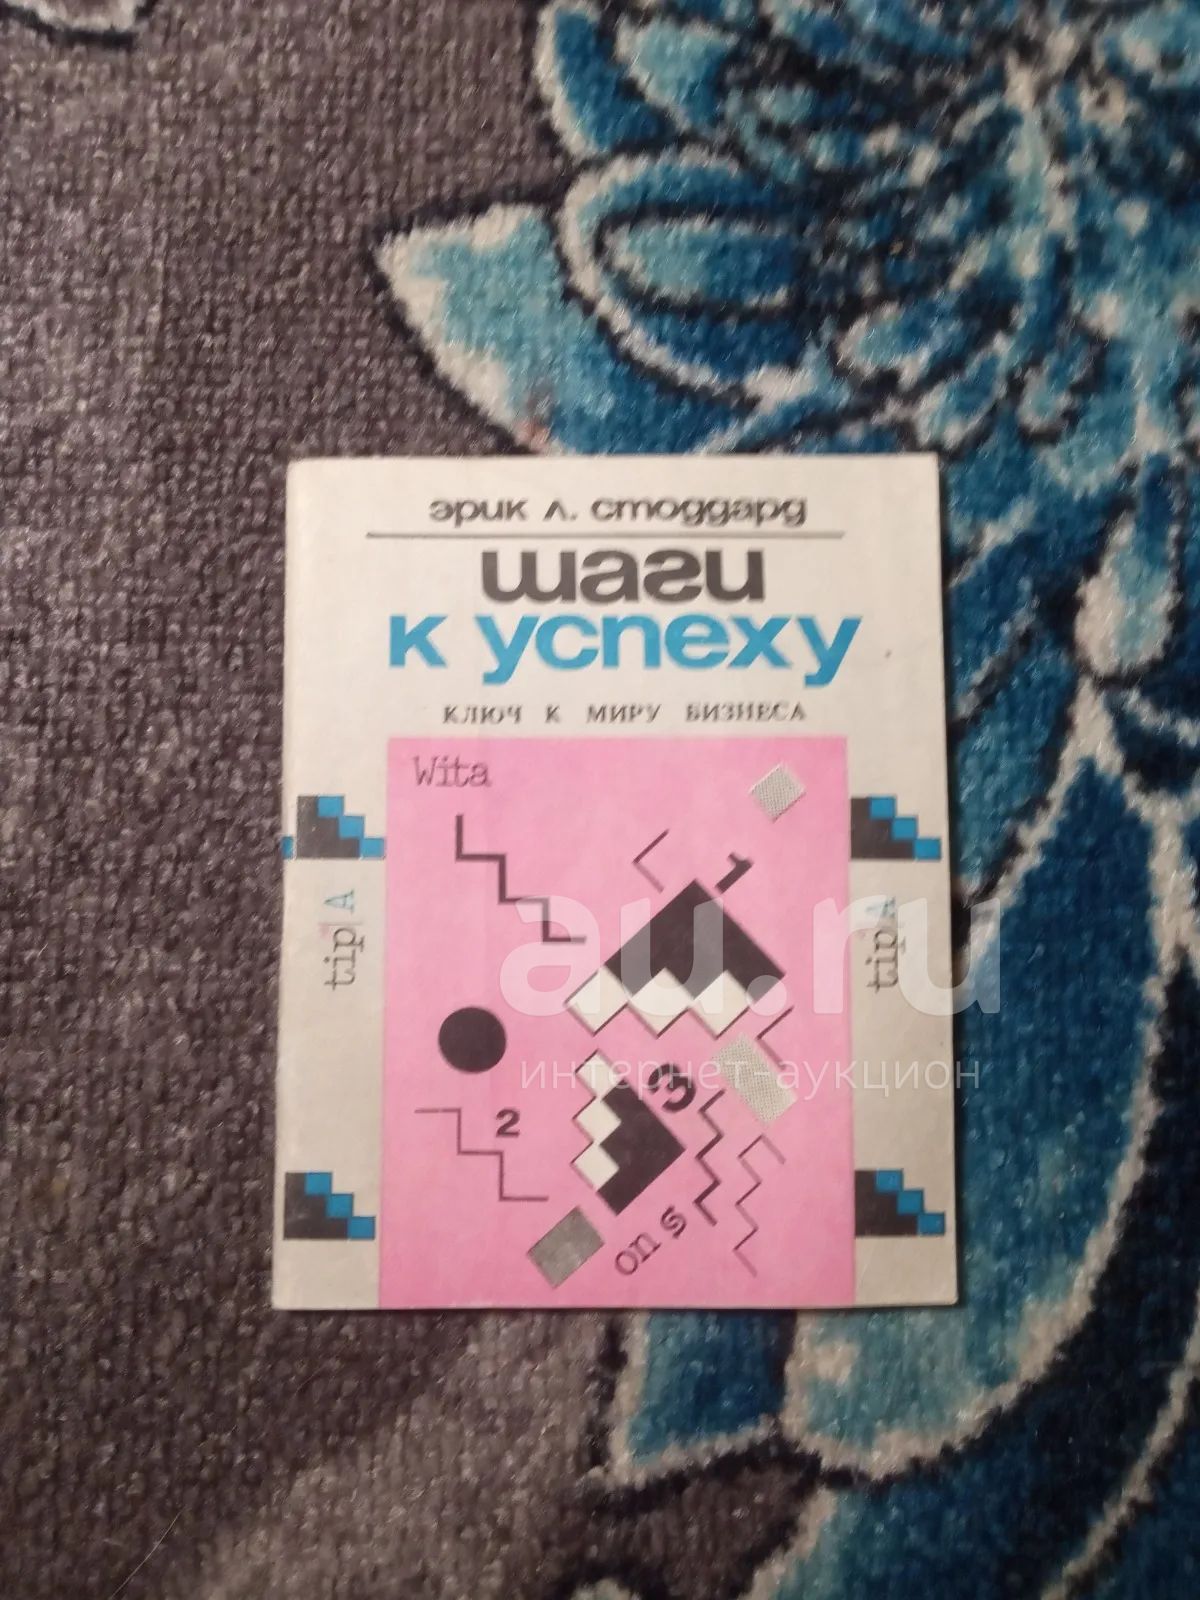 Эрик Л. Стоддард
Шаги
к успеху
КЛЮЧ К МИРУ БИЗНЕСА
Wita
1
tip A
tip A
au.ru
интернет-аукцион
3
2
on s